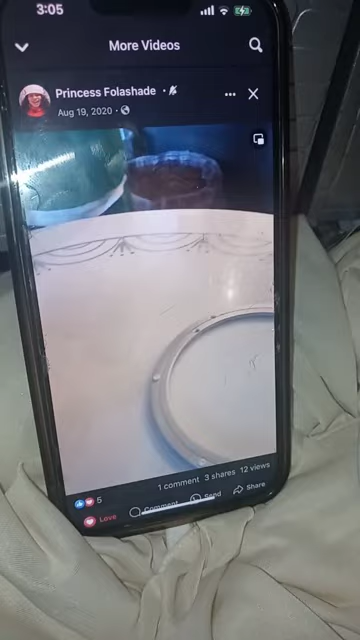 3:05
More Videos
Princess Folashade
Aug 19, 2020
5
1 comment 3 shares 12 views
Love
Comment
Send
Share